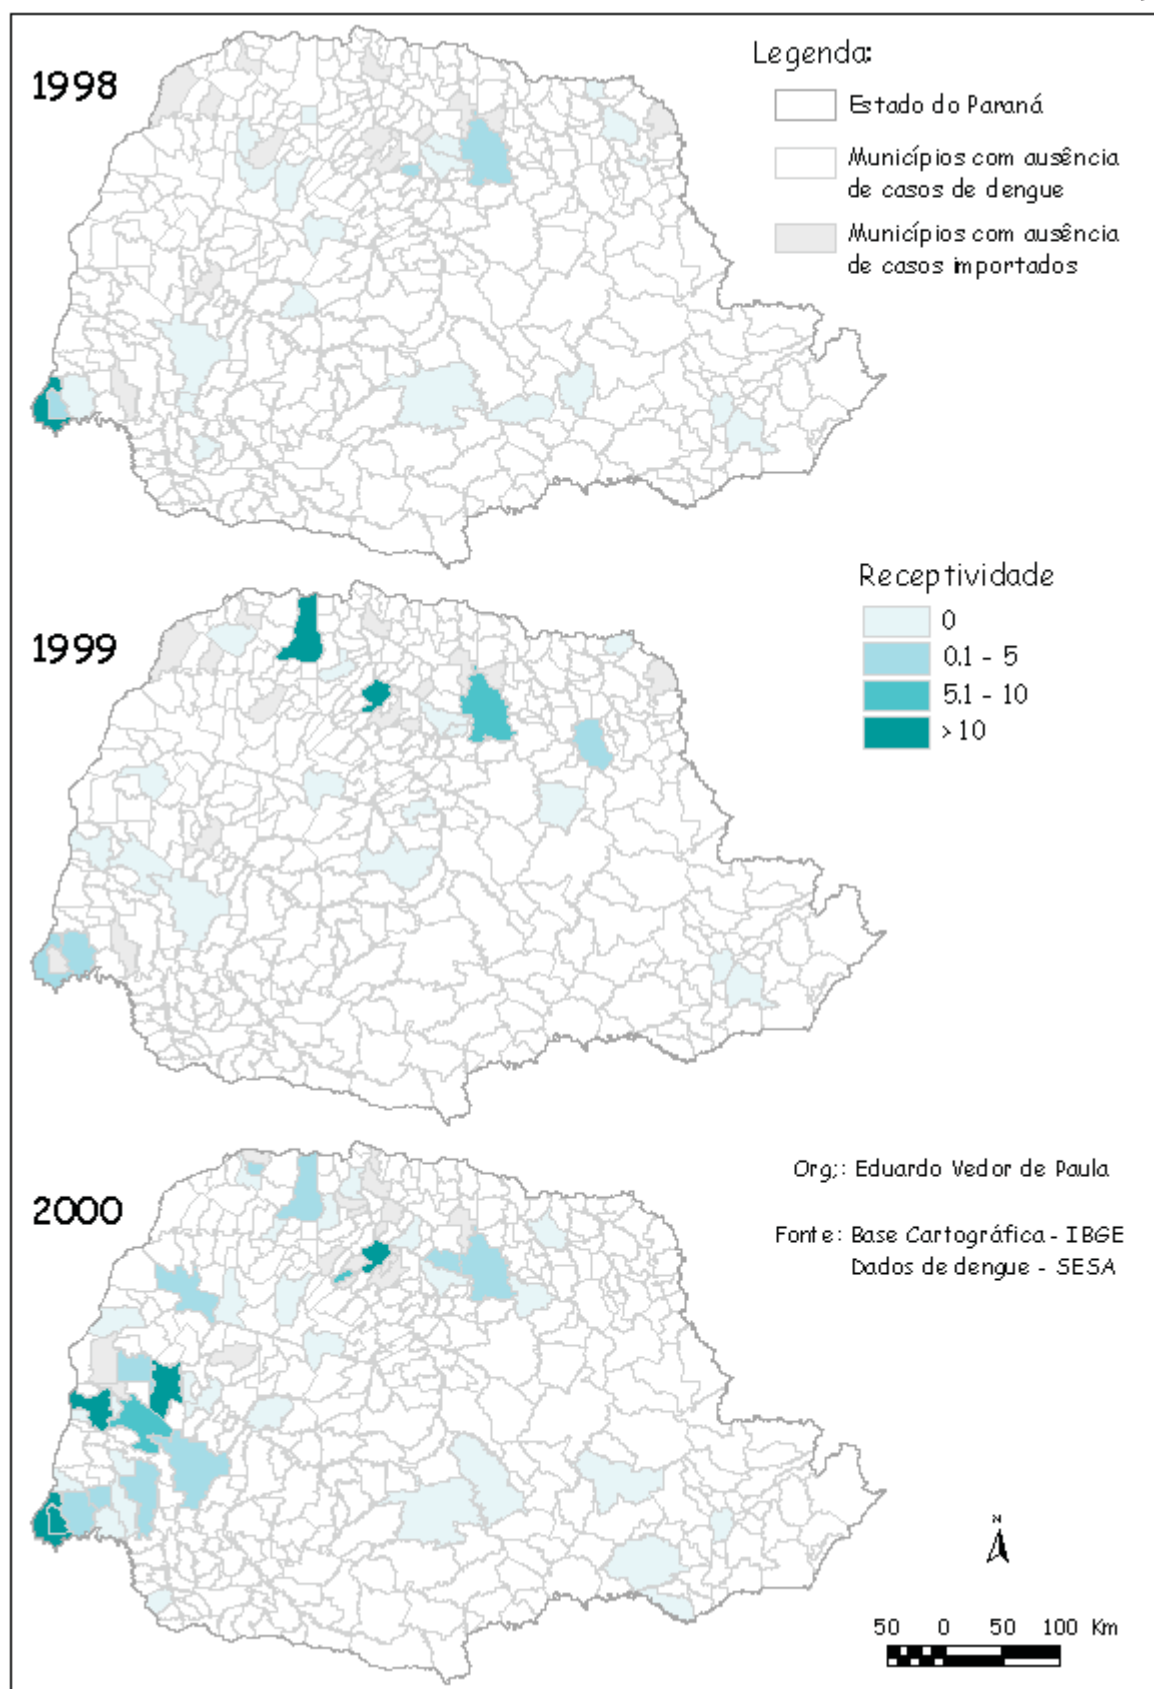 1998
Legenda:
Estado do Paraná
Municípios com ausência
de casos de dengue
Municípios com ausência
de casos importados
Receptividade
0
0.1 - 5
5.1 - 10
>10
1999
2000
Org;: Eduardo Vedor de Paula
Fonte: Base Cartográfica - IBGE
Dados de dengue - SESA
N
50 0 50 100 Km